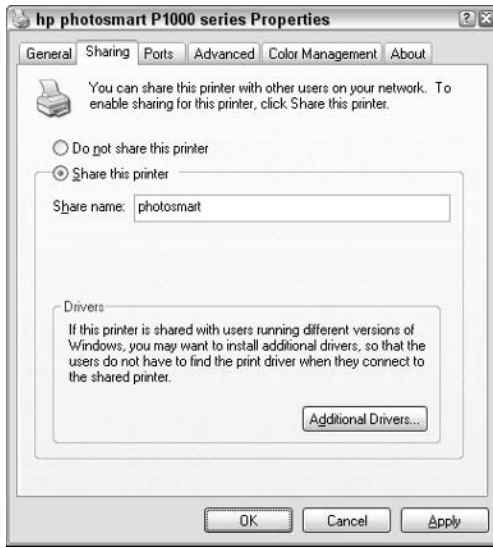 hp photosmart P1000 series Properties
General Sharing Ports Advanced Color Management About
You can share this printer with other users on your network. To
enable sharing for this printer, click Share this printer.
Do not share this printer
Share this printer
Share name: photosmart
Drivers
If this printer is shared with users running different versions of
Windows, you may want to install additional drivers, so that the
users do not have to find the print driver when they connect to
the shared printer.
Additional Drivers...
OK Cancel Apply